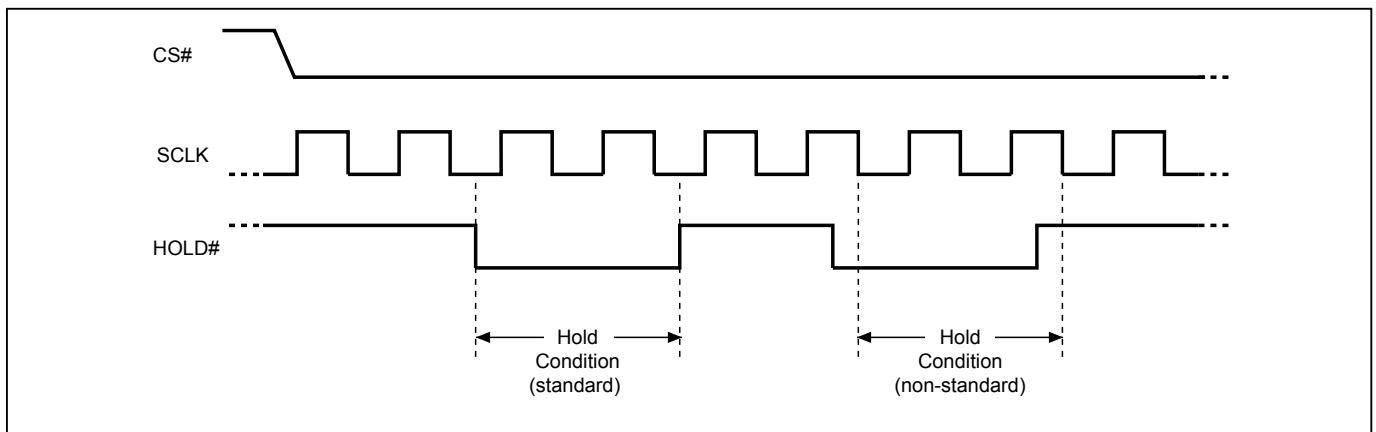 CS#
SCLK
HOLD#
Hold
Condition
(standard)
Hold
Condition
(non-standard)